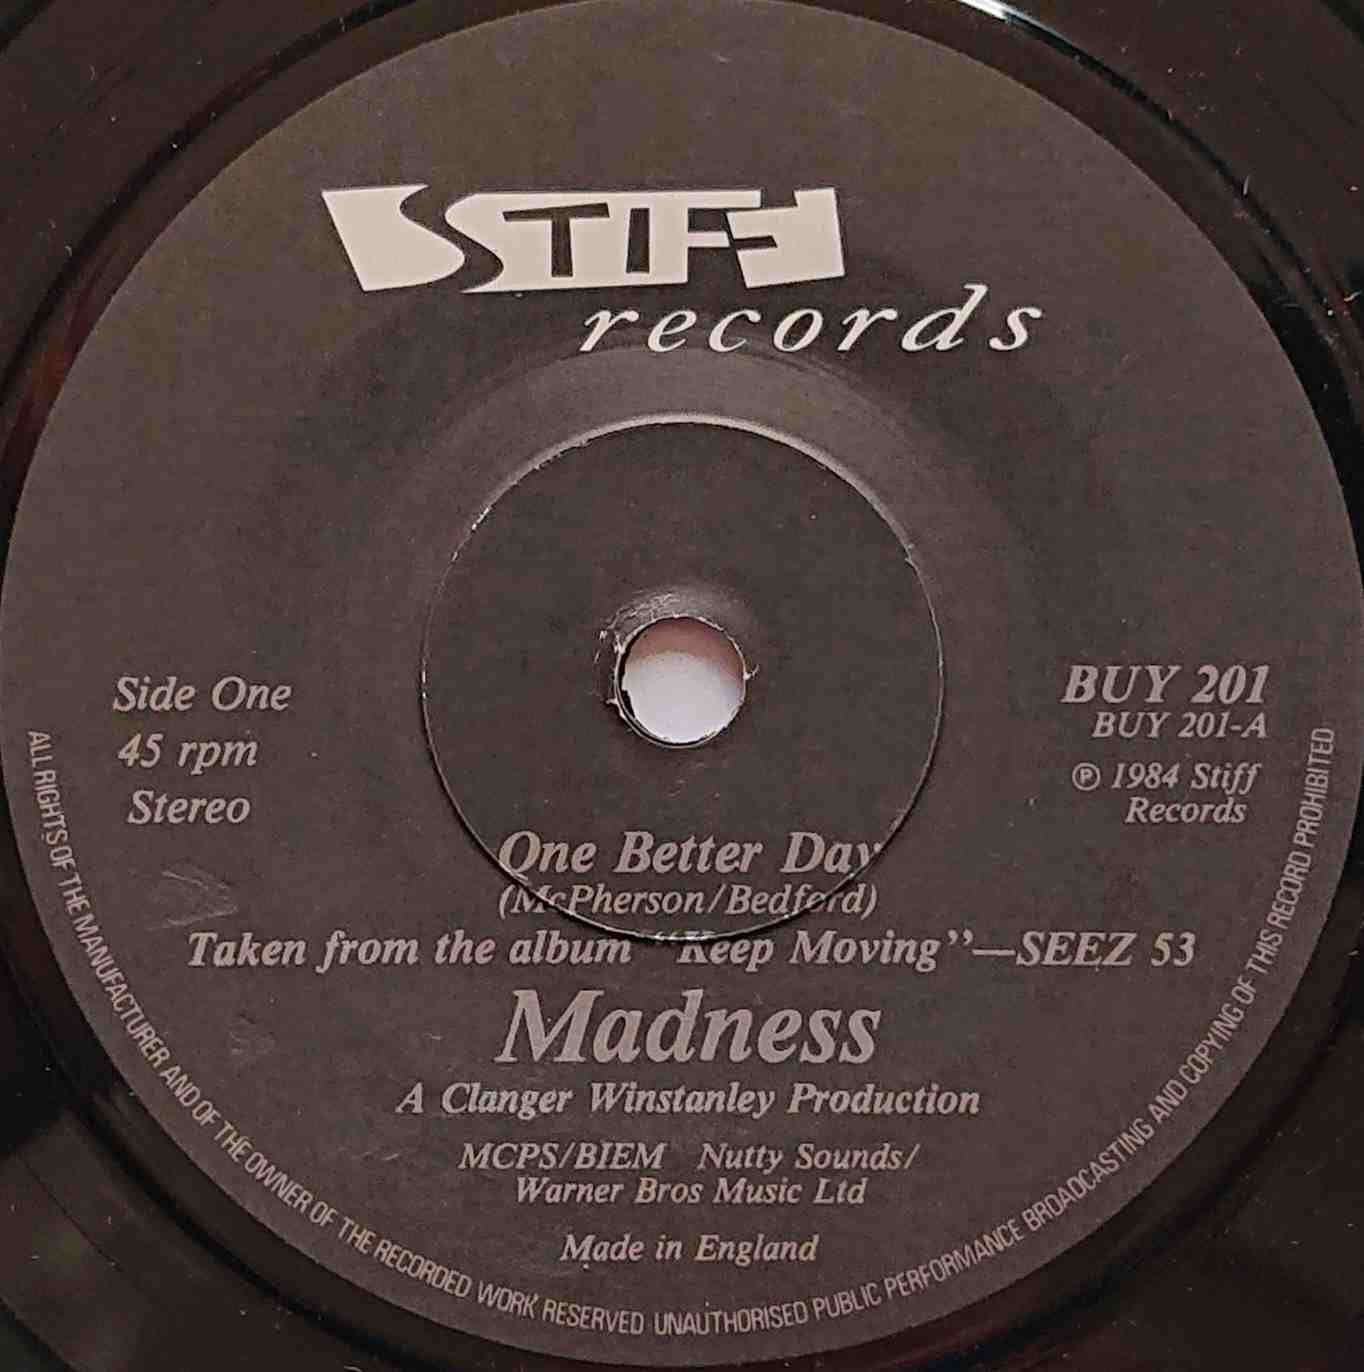 STIFF
records
Side One
45 rpm
Stereo
BUY 201
BUY 201-A
℗ 1984 Stiff
Records
One Better Day
(McPherson/Bedford)
Taken from the album “Keep Moving”—SEEZ 53
Madness
A Clanger Winstanley Production
MCPS/BIEM Nutty Sounds/
Warner Bros Music Ltd
Made in England
ALL RIGHTS OF THE MANUFACTURER AND OF THE OWNER OF THE RECORDED WORK RESERVED UNAUTHORISED PUBLIC PERFORMANCE BROADCASTING AND COPYING OF THIS RECORD PROHIBITED